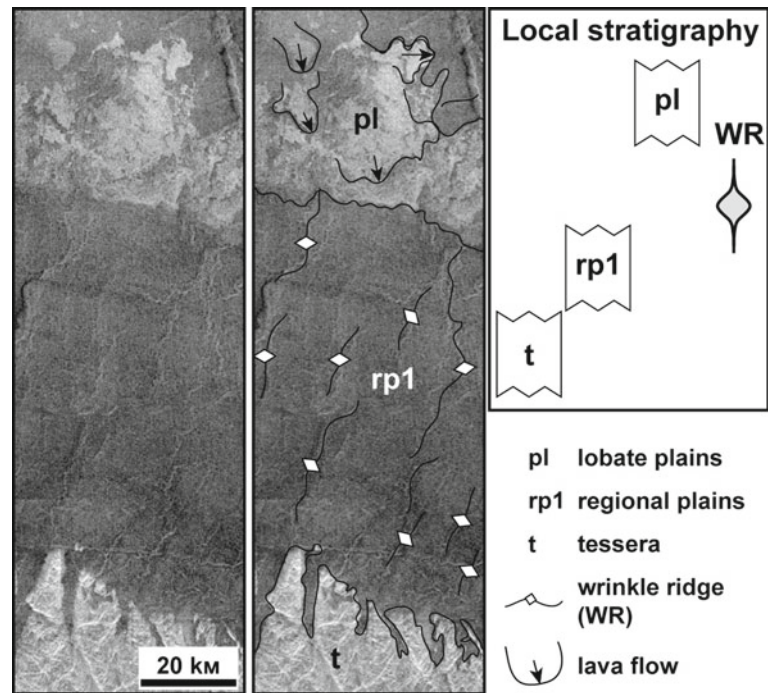 Local stratigraphy
pl
WR
rp1
t
pl
rp1
t
20 км
pl lobate plains
rp1 regional plains
t tessera
wrinkle ridge
(WR)
lava flow